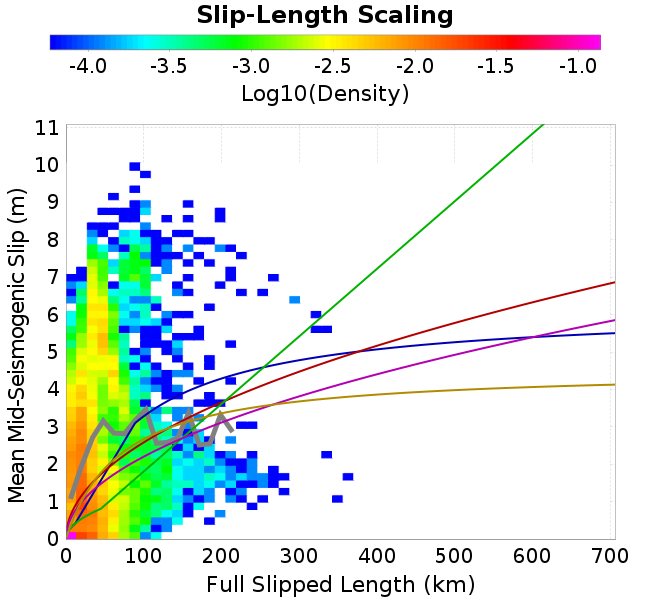 Slip-Length Scaling
-4.0 -3.5 -3.0 -2.5 -2.0 -1.5 -1.0
Log10(Density)
Mean Mid-Seismogenic Slip (m)
11
10
9
8
7
6
5
4
3
2
1
0
0 100 200 300 400 500 600 700
Full Slipped Length (km)